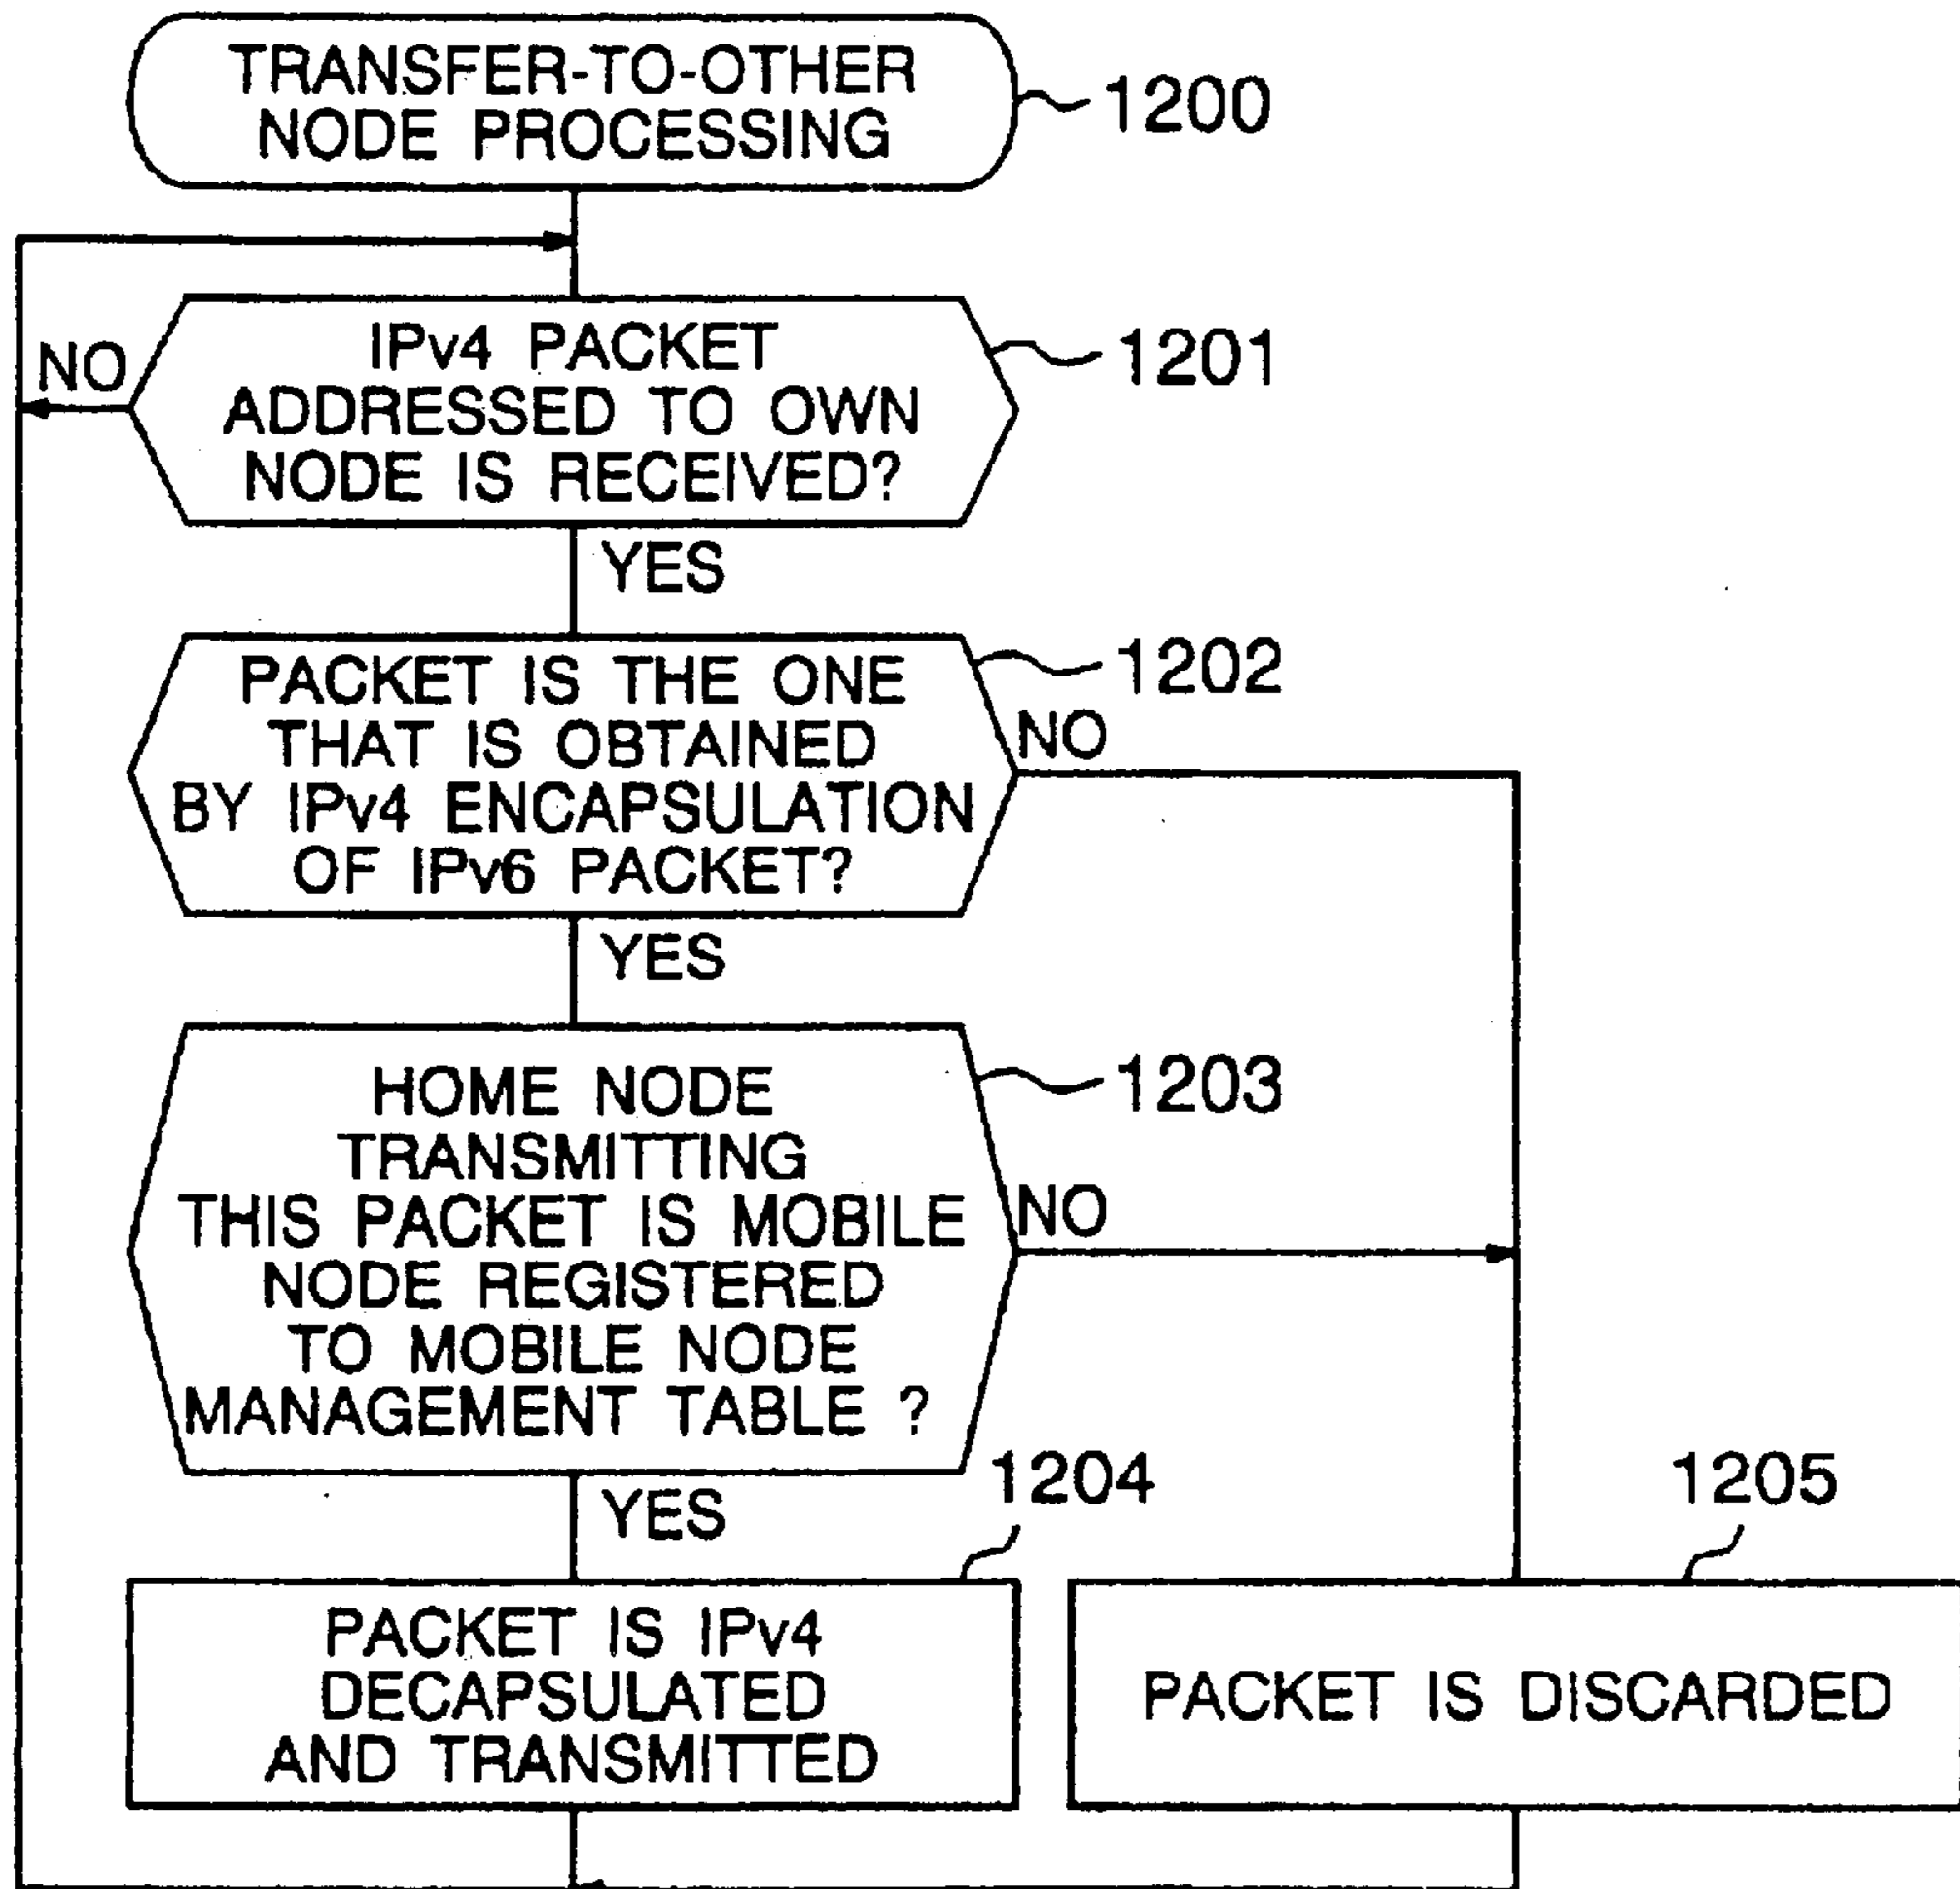 TRANSFER-TO-OTHER
NODE PROCESSING
1200
IPv4 PACKET
ADDRESSED TO OWN
NODE IS RECEIVED?
1201
NO
YES
PACKET IS THE ONE
THAT IS OBTAINED
BY IPv4 ENCAPSULATION
OF IPv6 PACKET?
1202
NO
YES
HOME NODE
TRANSMITTING
THIS PACKET IS MOBILE
NODE REGISTERED
TO MOBILE NODE
MANAGEMENT TABLE ?
1203
NO
YES
1204
PACKET IS IPv4
DECAPSULATED
AND TRANSMITTED
1205
PACKET IS DISCARDED